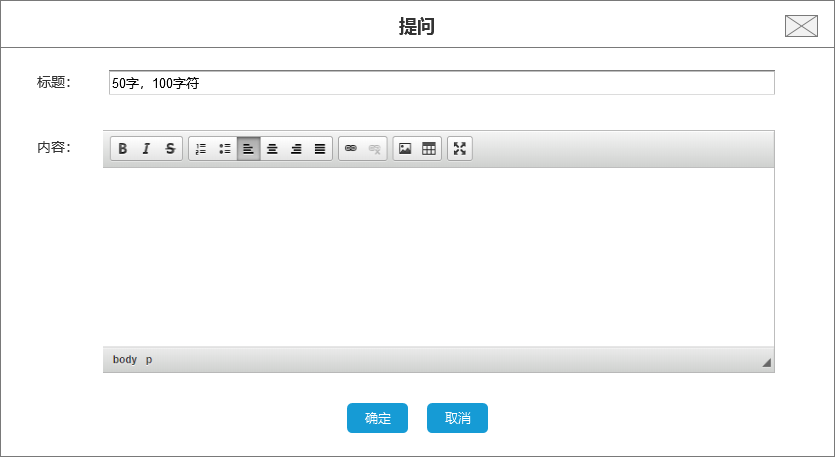 提问
标题：
50字，100字符
内容：
B I S
body p
确定 取消